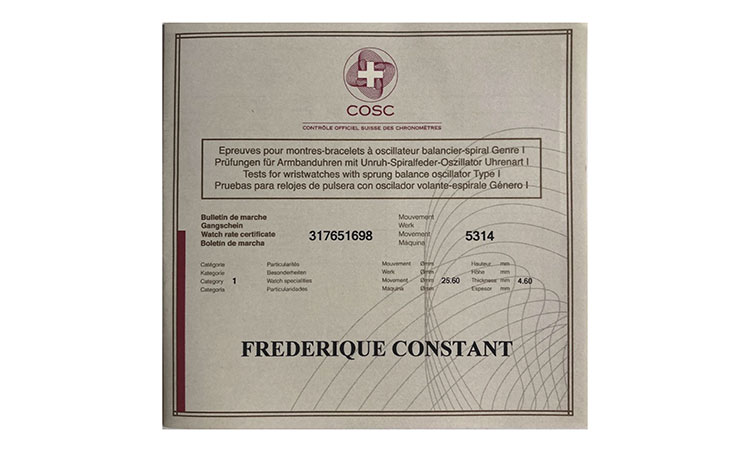 COSC
CONTRÔLE OFFICIEL SUISSE DES CHRONOMÈTRES
Epreuves pour montres-bracelets à oscillateur balancier-spiral Genre I
Prüfungen für Armbanduhren mit Unruh-Spiralfeder-Oszillator Uhrenart I
Tests for wristwatches with sprung balance oscillator Type I
Pruebas para relojes de pulsera con oscilador volante-espirale Género I
Bulletin de marche Mouvement
Gangschein Werk
Watch rate certificate 317651698 Movement 5314
Boletín de marcha Máquina
Catégorie Particularités Mouvement Ømm Hauteur mm
Kategorie Besonderheiten Werk Ømm Höhe mm
Category 1 Watch specialities Movement Ømm 25.60 Thickness mm 4.60
Categoría Particularidades Máquina Ømm Espesor mm
FREDERIQUE CONSTANT